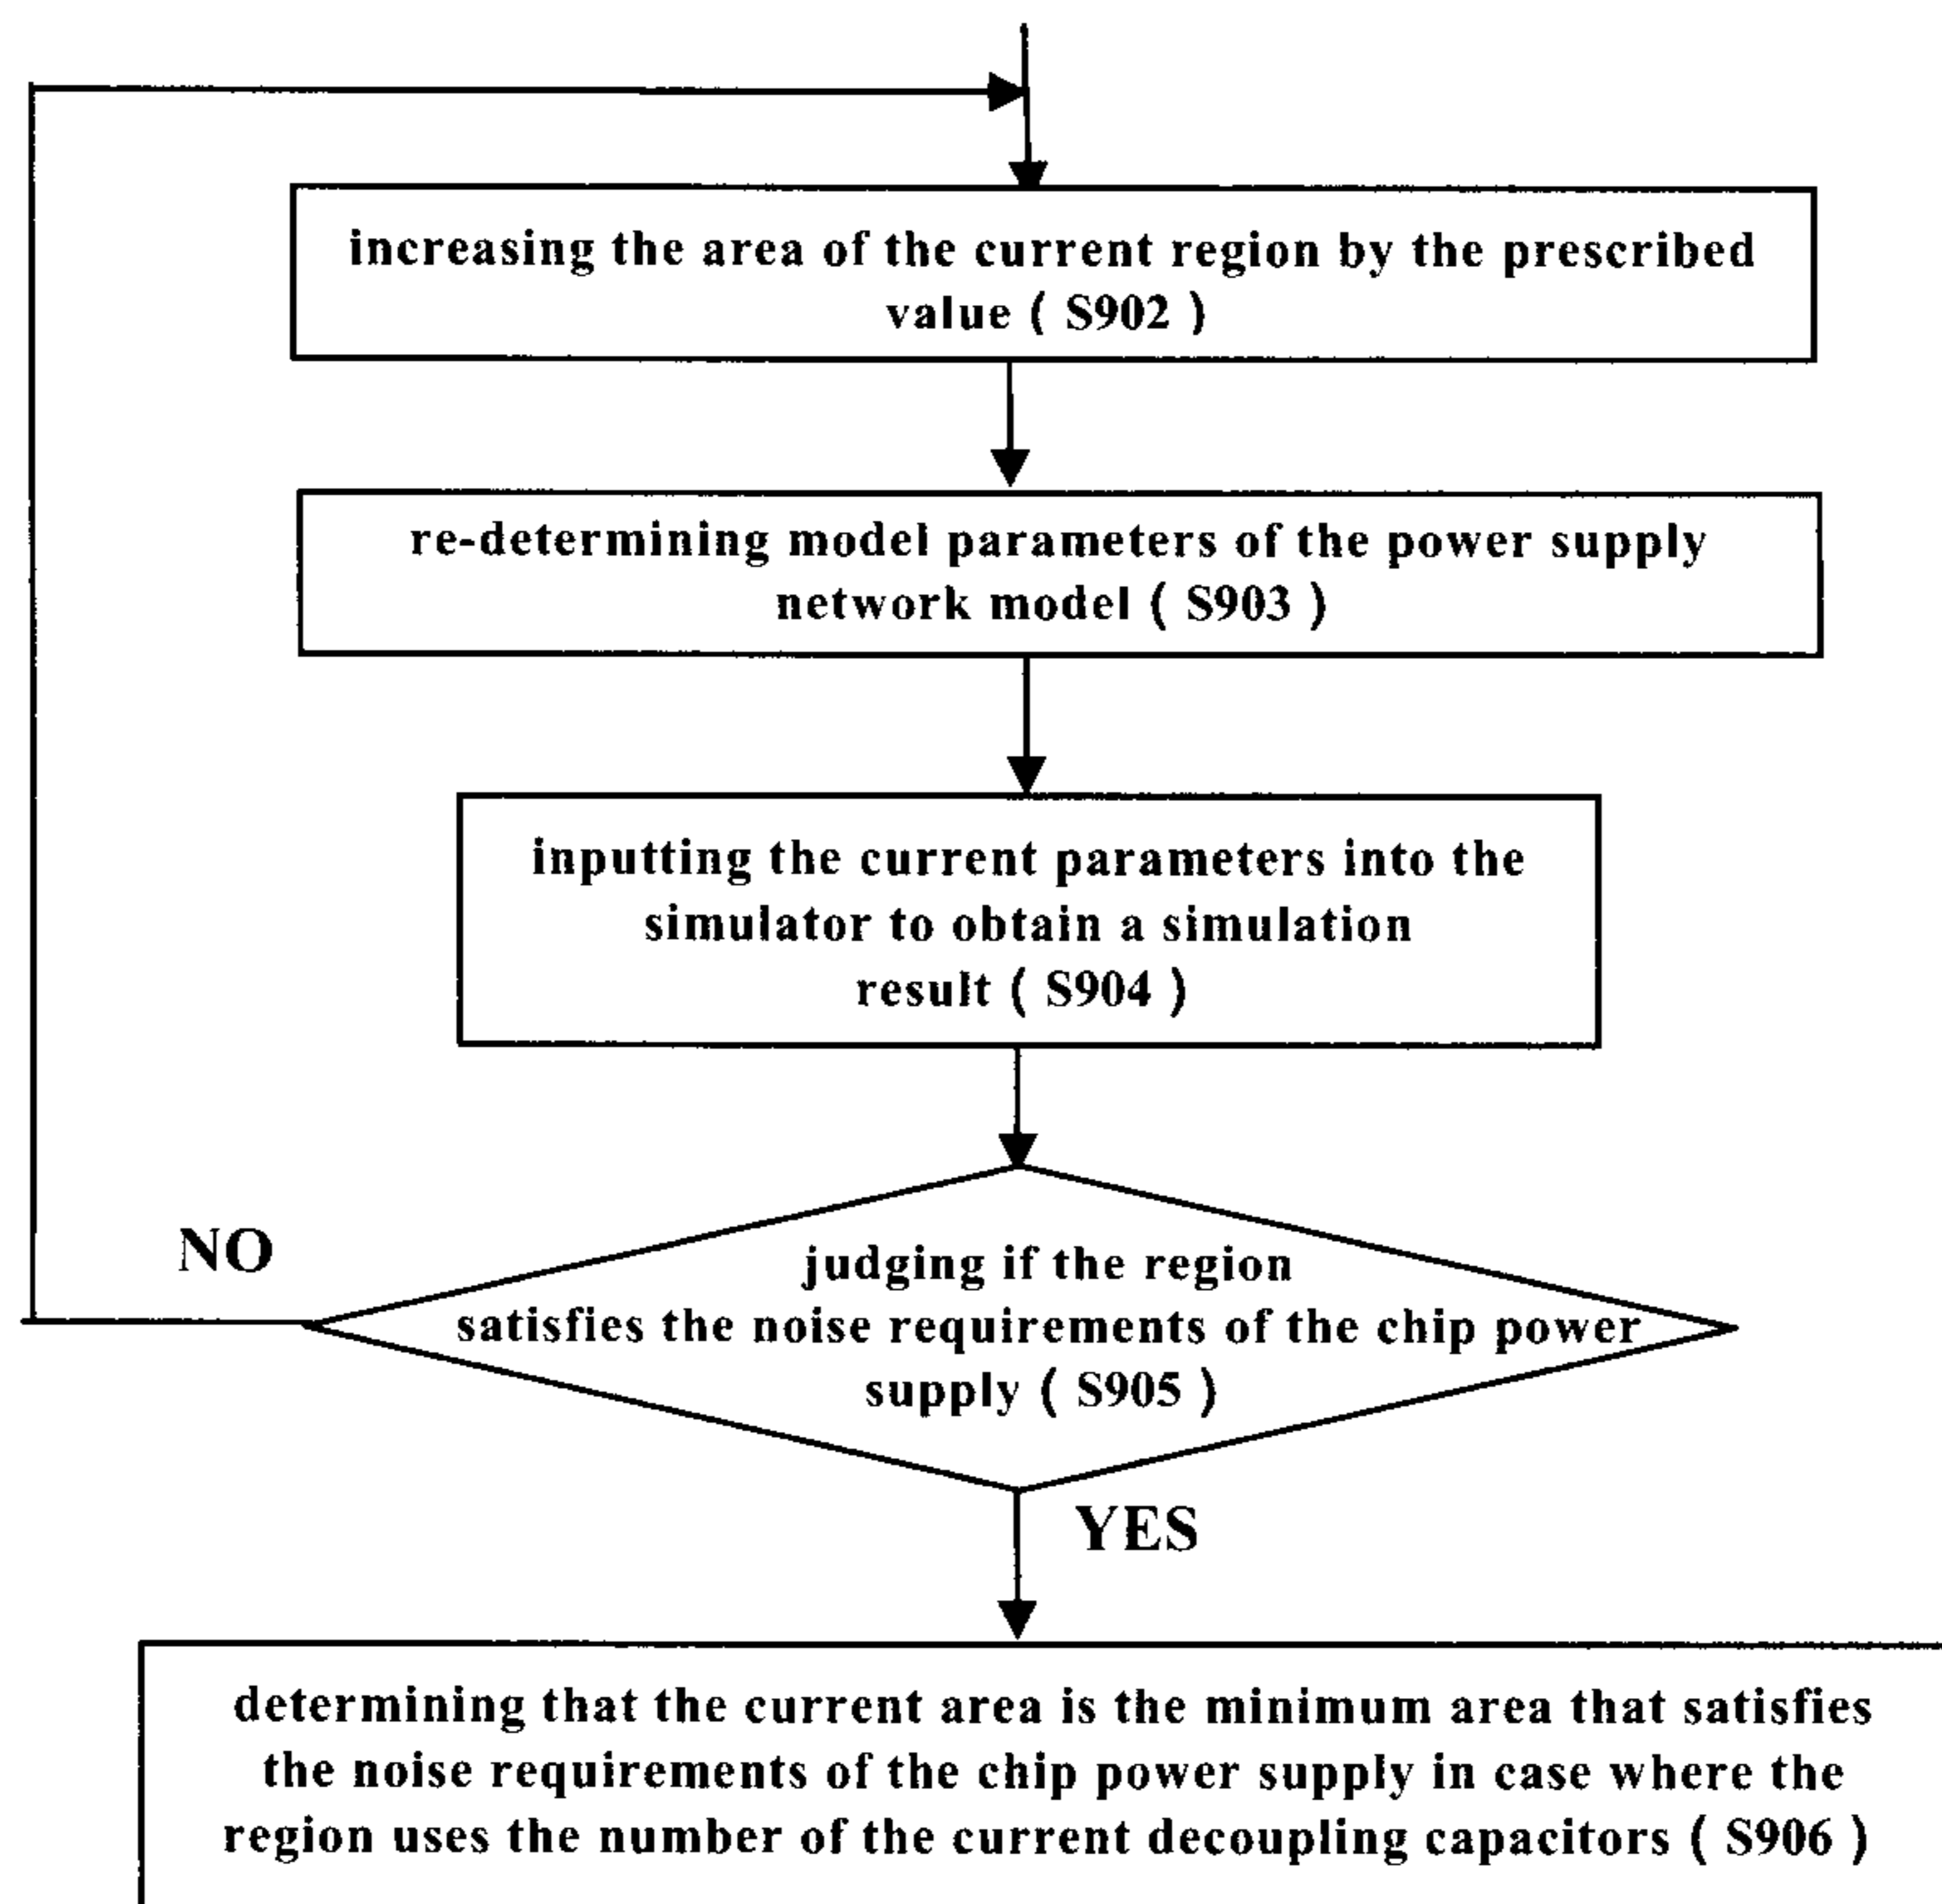 increasing the area of the current region by the prescribed
value ( S902 )
re-determining model parameters of the power supply
network model ( S903 )
inputting the current parameters into the
simulator to obtain a simulation
result ( S904 )
NO
judging if the region
satisfies the noise requirements of the chip power
supply ( S905 )
YES
determining that the current area is the minimum area that satisfies
the noise requirements of the chip power supply in case where the
region uses the number of the current decoupling capacitors ( S906 )